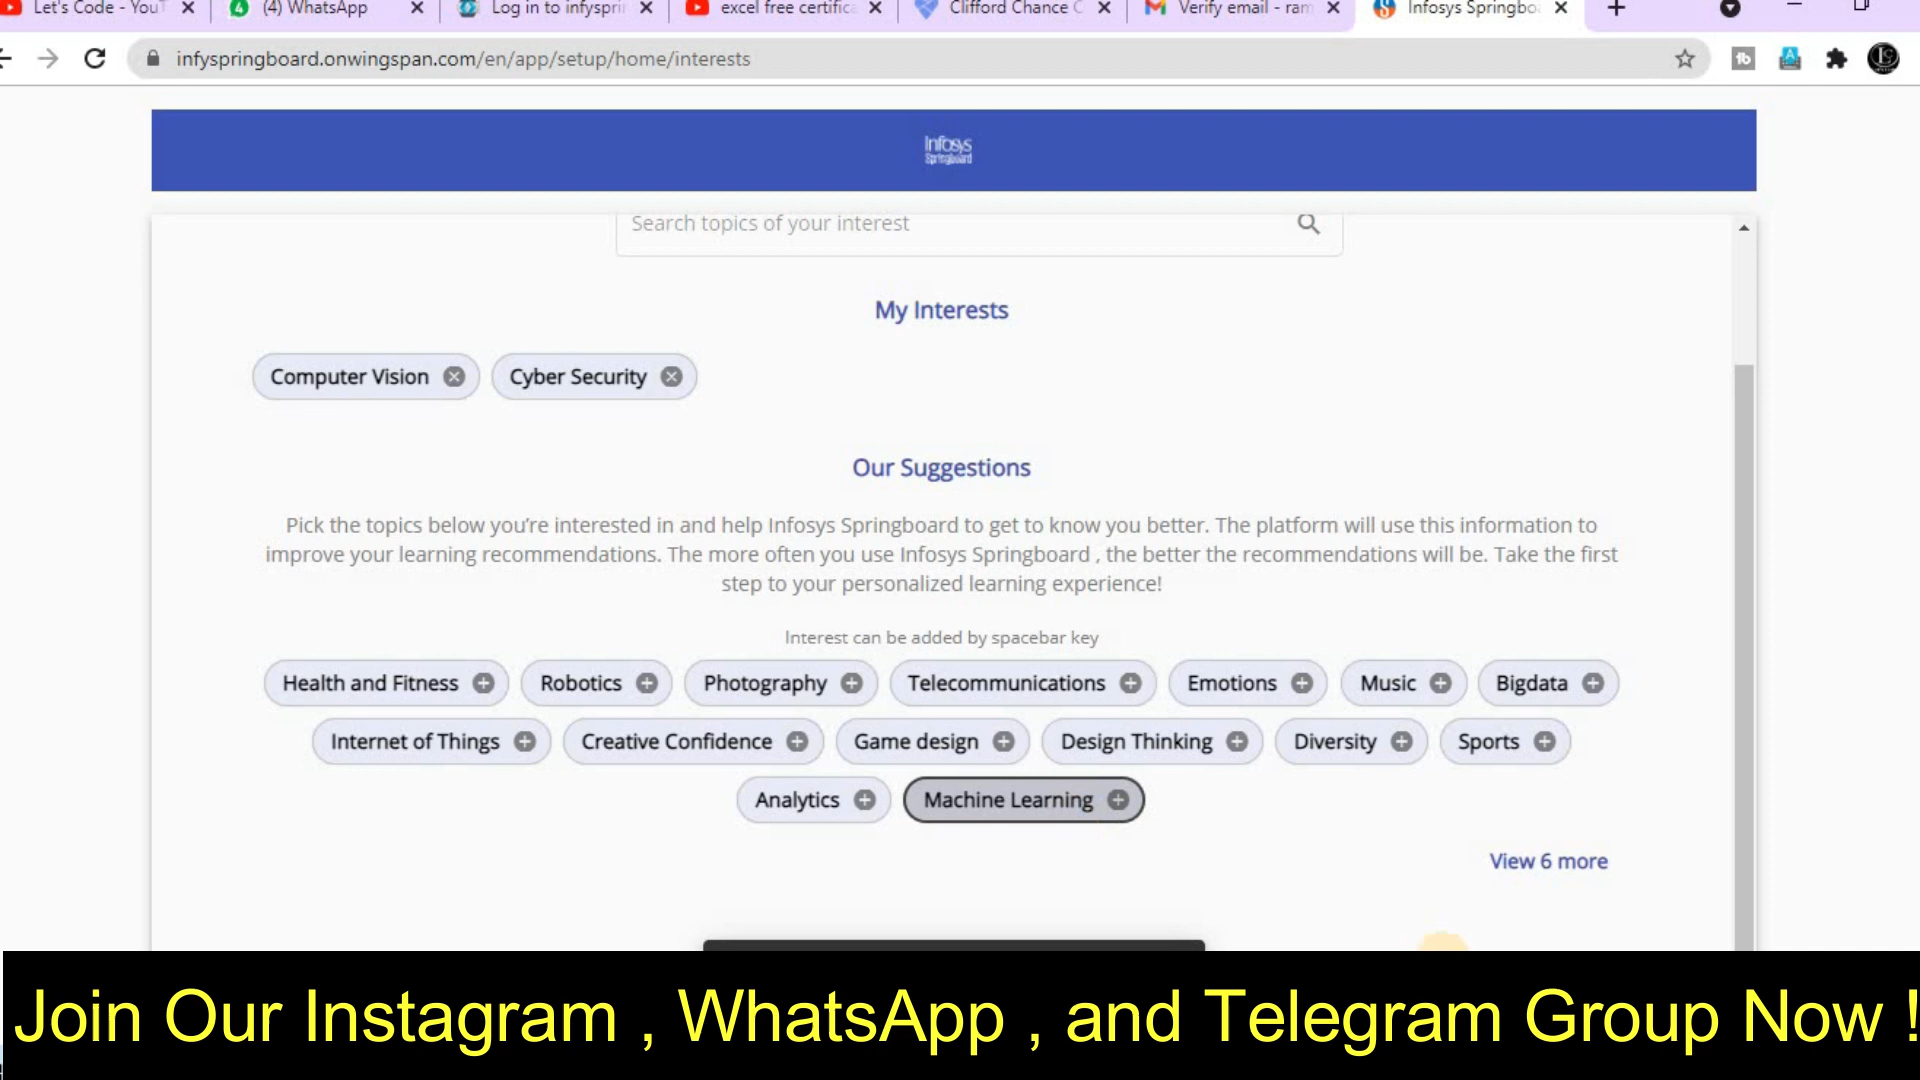 Let's Code - YouT
(4) WhatsApp
Log in to infyspri
excel free certifica
Clifford Chance C
Verify email - ram
Infosys Springboa
infyspringboard.onwingspan.com/en/app/setup/home/interests
Infosys
Springboard
Search topics of your interest
My Interests
Computer Vision
Cyber Security
Our Suggestions
Pick the topics below you're interested in and help Infosys Springboard to get to know you better. The platform will use this information to
improve your learning recommendations. The more often you use Infosys Springboard , the better the recommendations will be. Take the first
step to your personalized learning experience!
Interest can be added by spacebar key
Health and Fitness
Robotics
Photography
Telecommunications
Emotions
Music
Bigdata
Internet of Things
Creative Confidence
Game design
Design Thinking
Diversity
Sports
Analytics
Machine Learning
View 6 more
Join Our Instagram , WhatsApp , and Telegram Group Now !